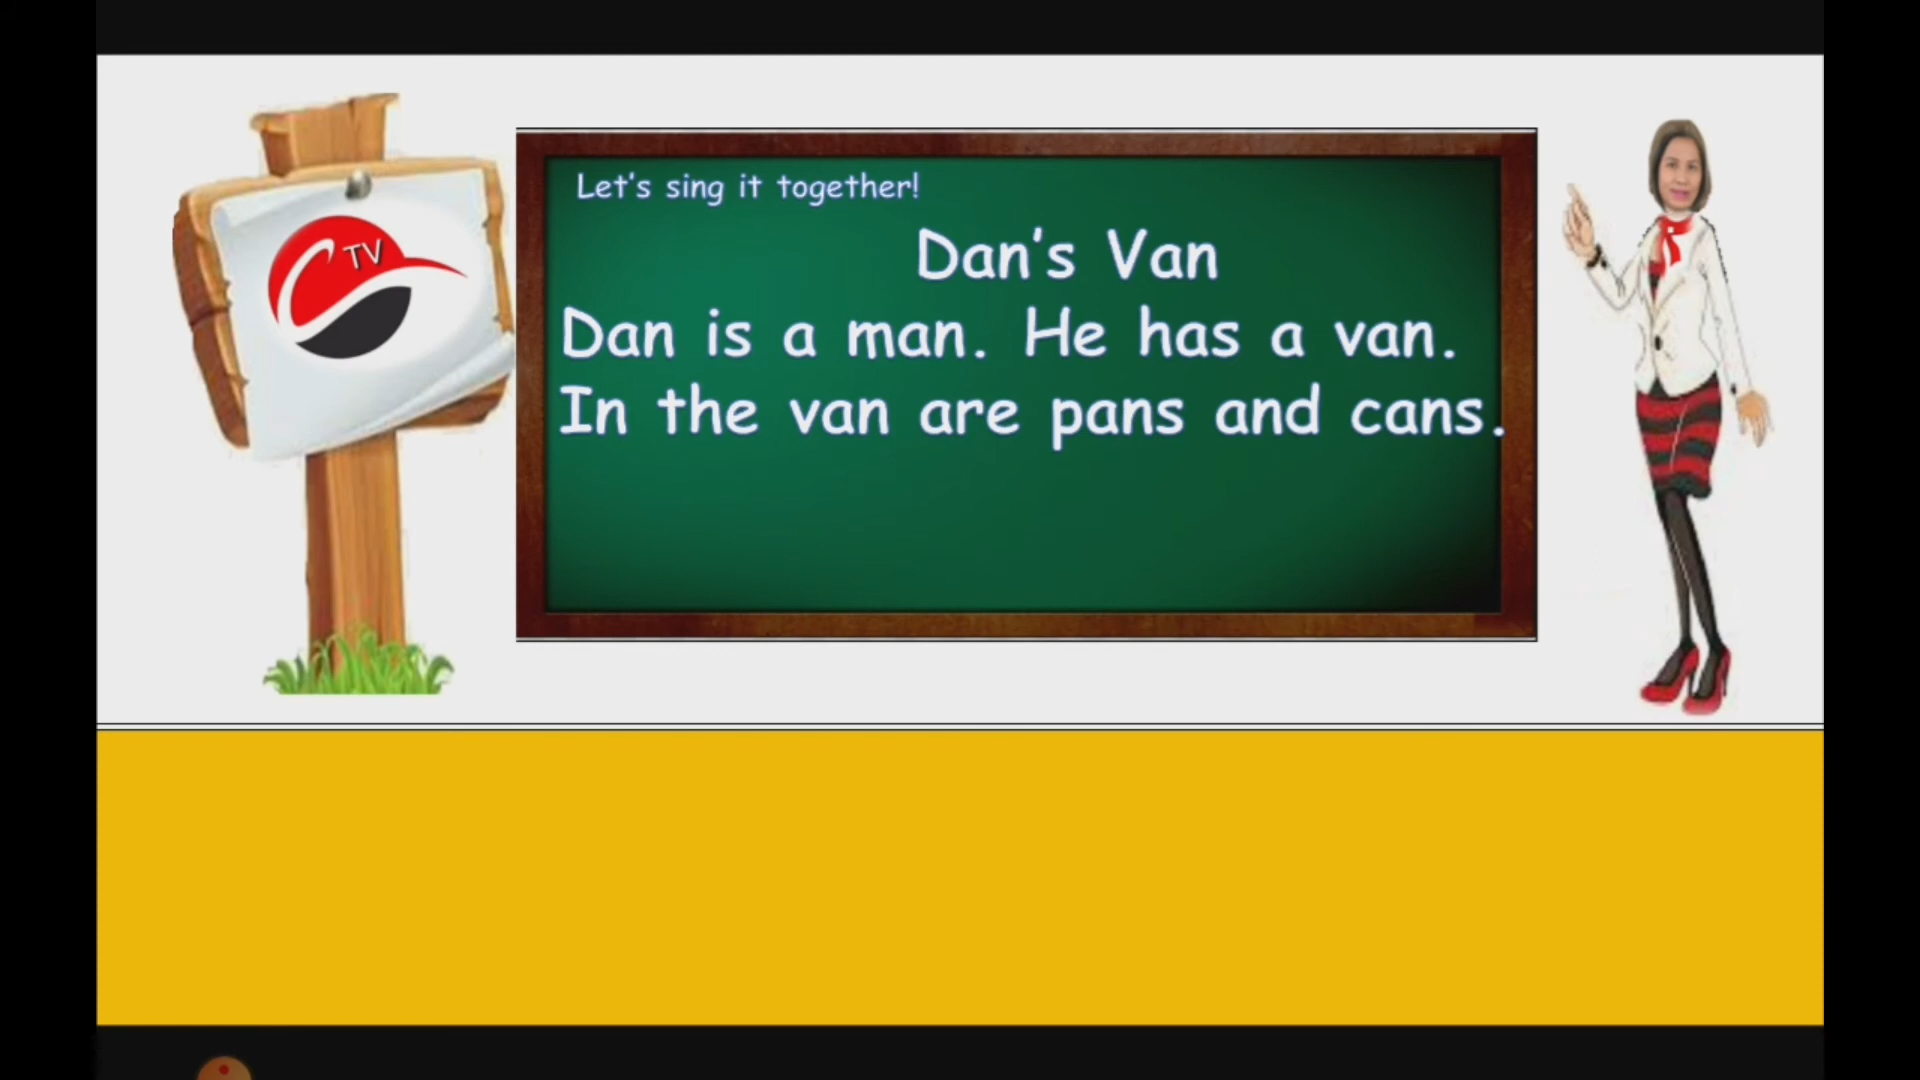 C TV
Let's sing it together!
Dan's Van
Dan is a man. He has a van.
In the van are pans and cans.